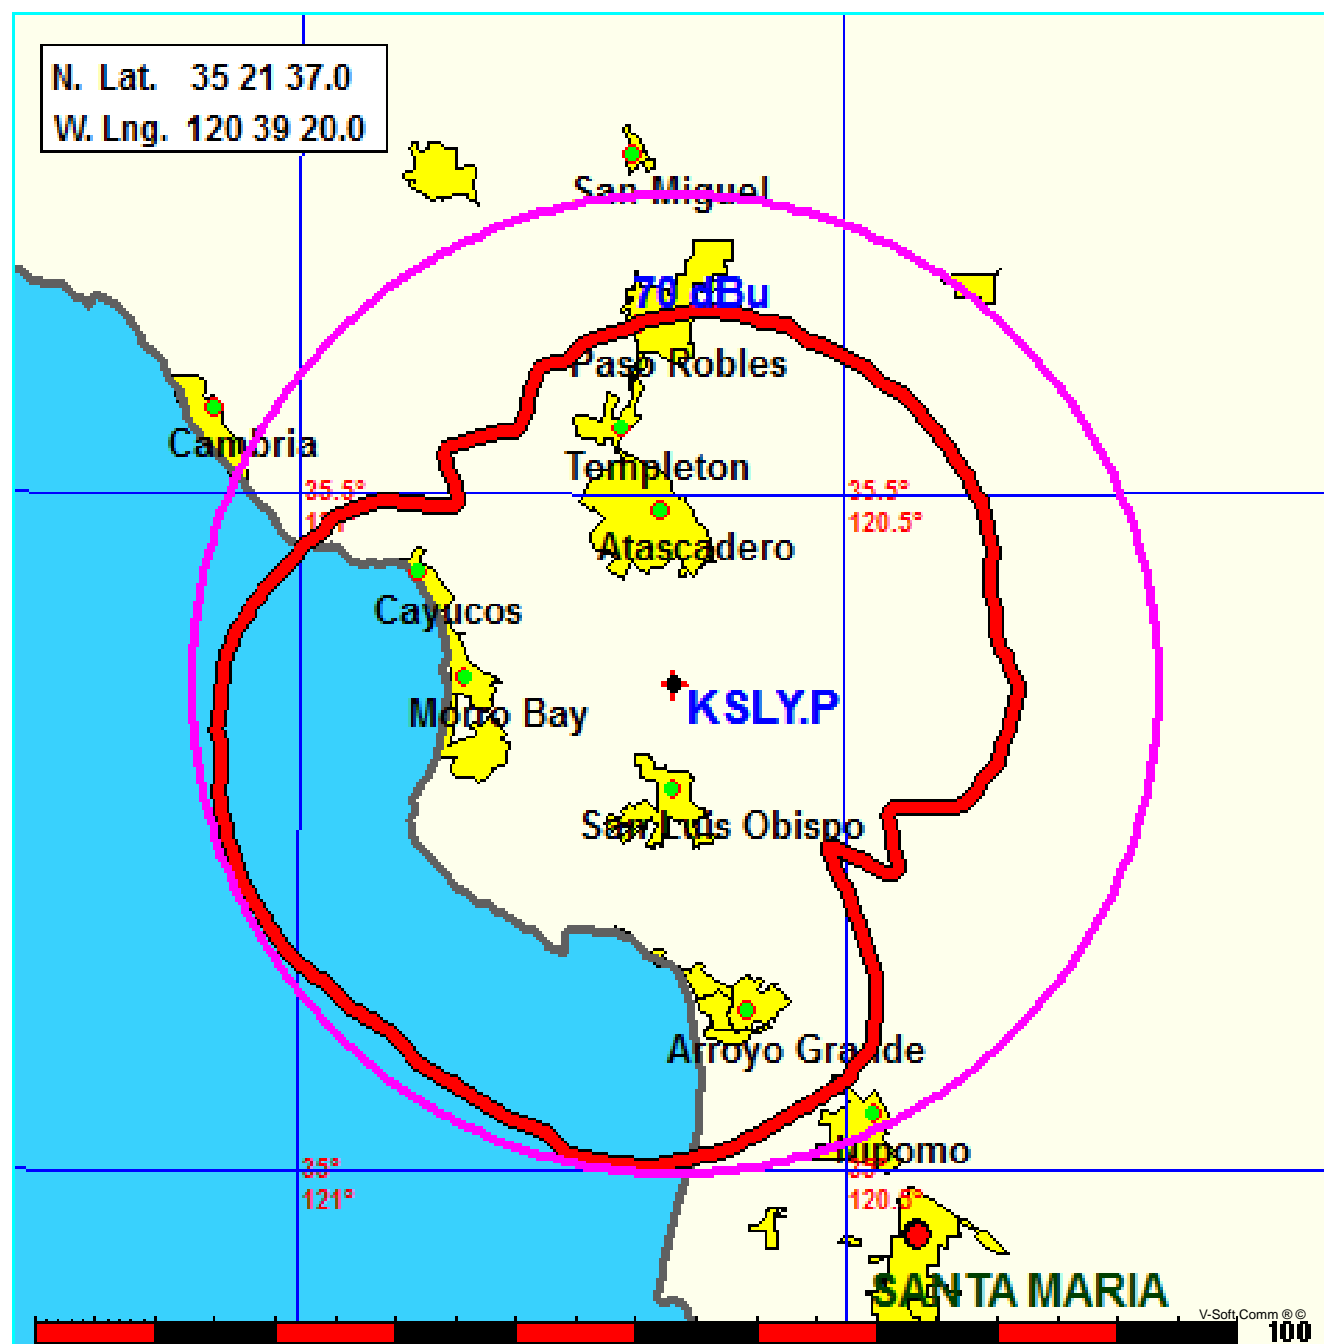 N. Lat. 35 21 37.0
W. Lng. 120 39 20.0
San Miguel
70 dBu
Paso Robles
Cambria
Templeton
35.5°
121°
35.5°
120.5°
Atascadero
Cayucos
KSLY.P
Morro Bay
San Luis Obispo
Arroyo Grande
Nipomo
35°
121°
35°
120.5°
SANTA MARIA
V-Soft Comm ® ©
100